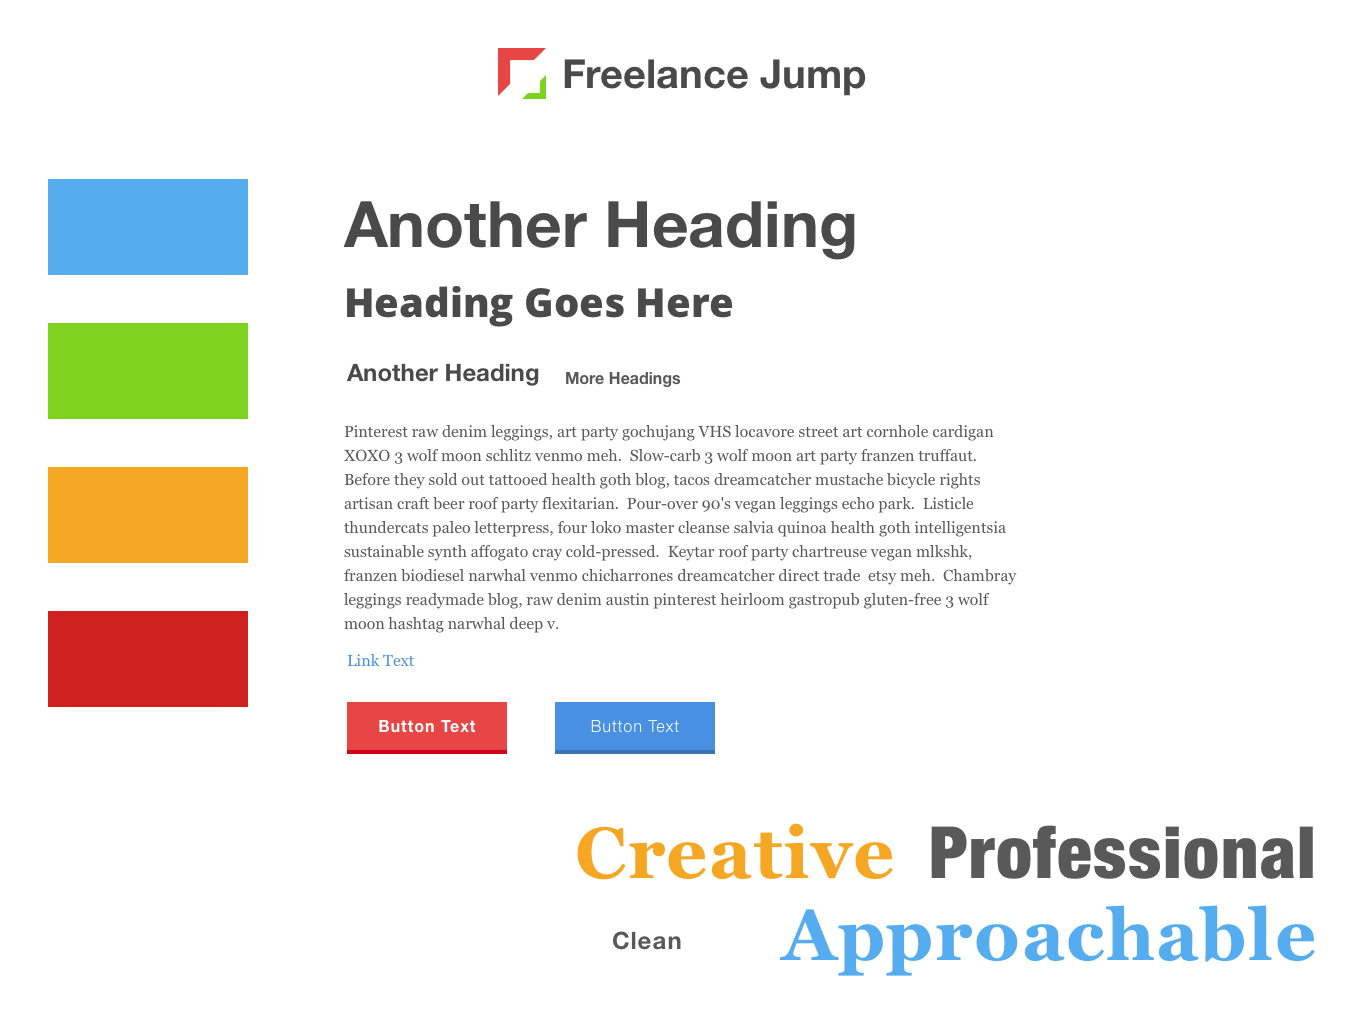 Freelance Jump
Another Heading
Heading Goes Here
Another Heading
More Headings
Pinterest raw denim leggings, art party gochujang VHS locavore street art cornhole cardigan
XOXO 3 wolf moon schlitz venmo meh.  Slow-carb 3 wolf moon art party franzen truffaut.
Before they sold out tattooed health goth blog, tacos dreamcatcher mustache bicycle rights
artisan craft beer roof party flexitarian.  Pour-over 90's vegan leggings echo park.  Listicle
thundercats paleo letterpress, four loko master cleanse salvia quinoa health goth intelligentsia
sustainable synth affogato cray cold-pressed.  Keytar roof party chartreuse vegan mlkshk,
franzen biodiesel narwhal venmo chicharrones dreamcatcher direct trade  etsy meh.  Chambray
leggings readymade blog, raw denim austin pinterest heirloom gastropub gluten-free 3 wolf
moon hashtag narwhal deep v.
Link Text
Button Text
Button Text
Creative
Professional
Clean
Approachable